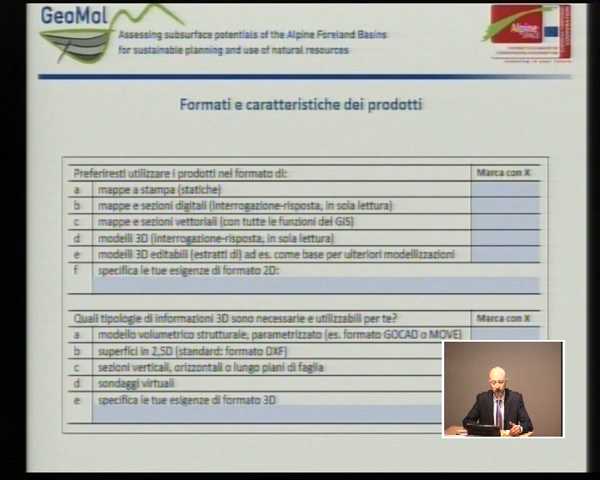 GeoMol
Assessing subsurface potentials of the Alpine Foreland Basins
for sustainable planning and use of natural resources
Alpine
Space
Formati e caratteristiche dei prodotti
Preferiresti utilizzare i prodotti nel formato di: Marca con X
a mappe a stampa (statiche)
b mappe e sezioni digitali (interrogazione-risposta, in sola lettura)
c mappe e sezioni vettoriali (con tutte le funzioni dei GIS)
d modelli 3D (interrogazione-risposta, in sola lettura)
e modelli 3D editabili (estratti di) ad es. come base per ulteriori modellizzazioni
f specifica le tue esigenze di formato 2D:
Quali tipologie di informazioni 3D sono necessarie e utilizzabili per te? Marca con X
a modello volumetrico strutturale, parametrizzato (es. formato GOCAD o MOVE)
b superfici in 2,5D (standard: formato DXF)
c sezioni verticali, orizzontali o lungo piani di faglia
d sondaggi virtuali
e specifica le tue esigenze di formato 3D